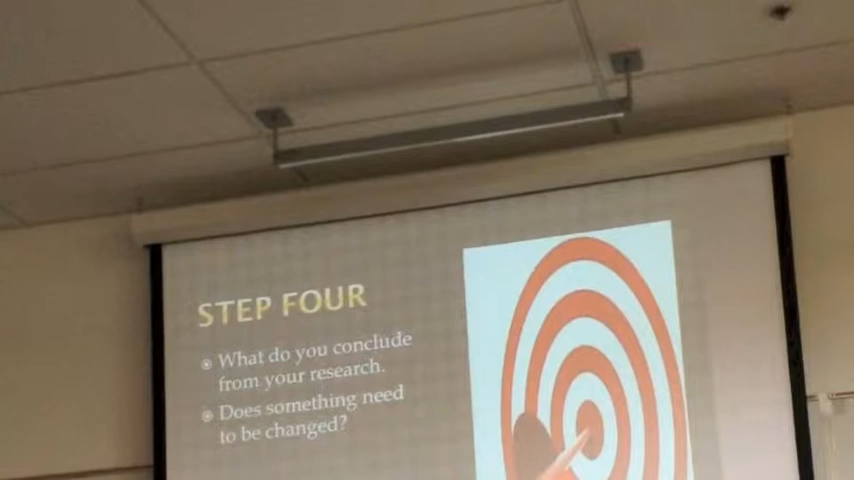 STEP FOUR
What do you conclude
from your research.
Does something need
to be changed?